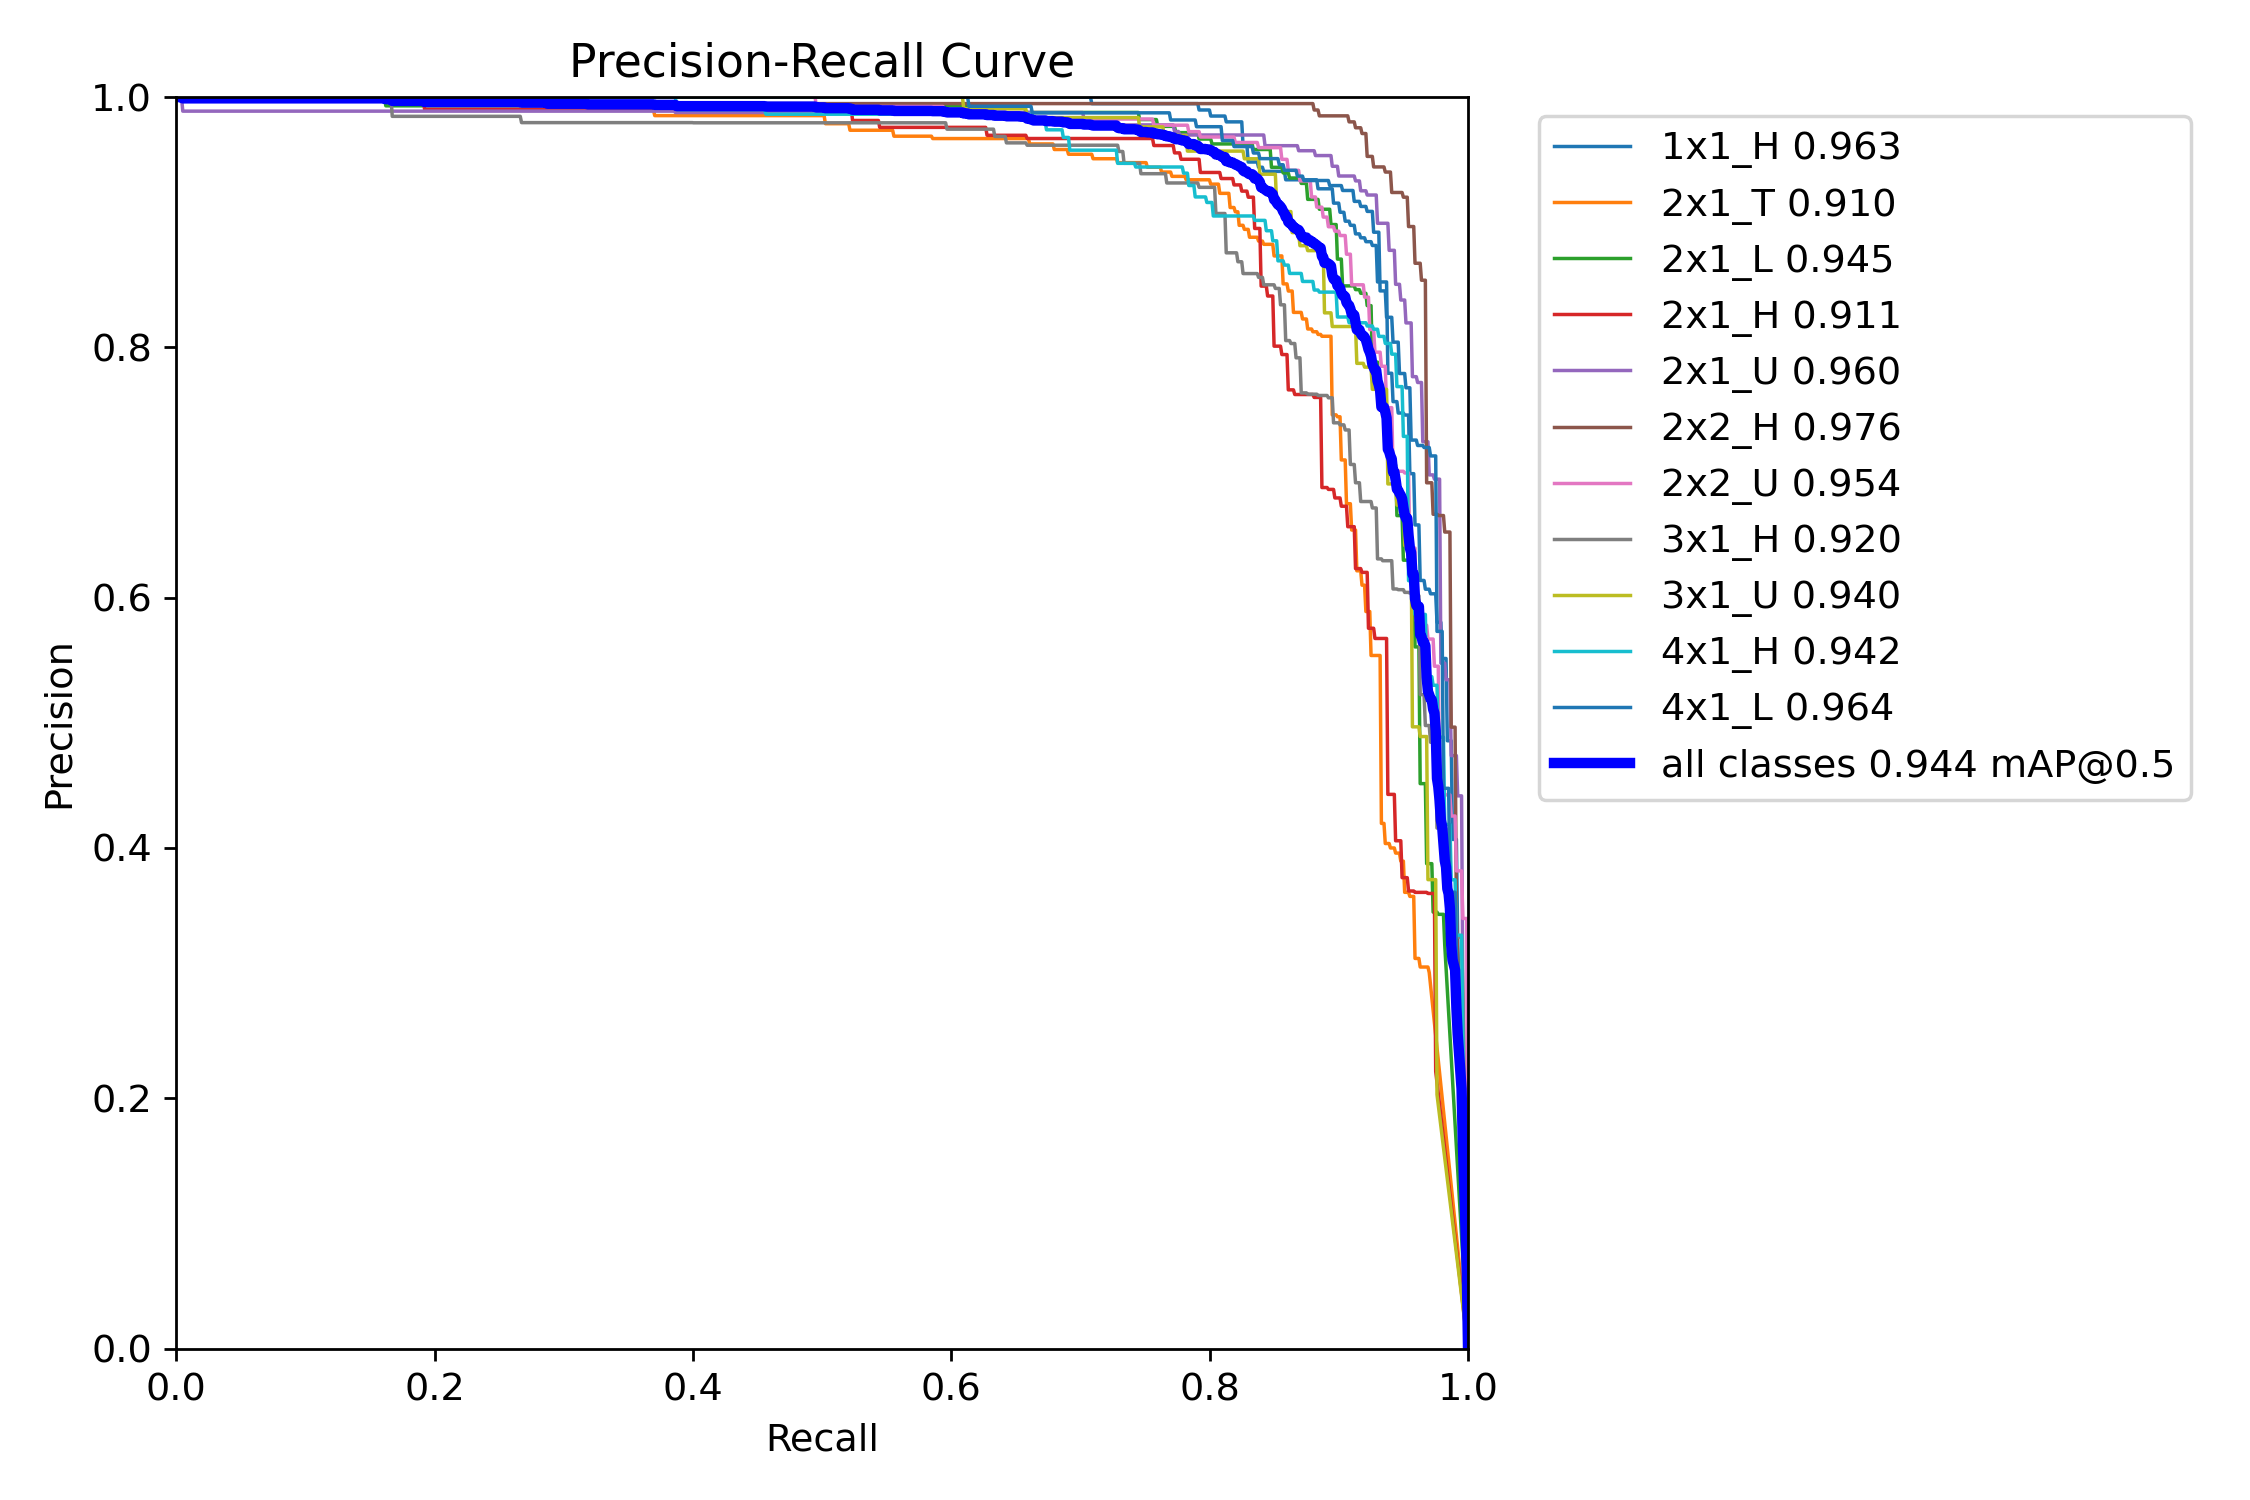 Precision-Recall Curve
1.0
0.8
0.6
0.4
0.2
0.0
Precision
0.0 0.2 0.4 0.6 0.8 1.0
Recall
1x1_H 0.963
2x1_T 0.910
2x1_L 0.945
2x1_H 0.911
2x1_U 0.960
2x2_H 0.976
2x2_U 0.954
3x1_H 0.920
3x1_U 0.940
4x1_H 0.942
4x1_L 0.964
all classes 0.944 mAP@0.5